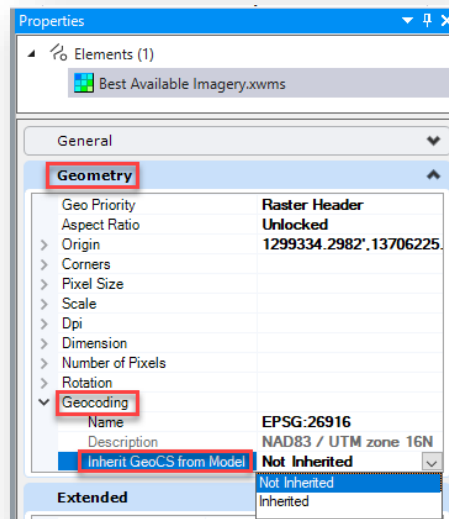 Properties
Elements (1)
Best Available Imagery.xwms
General
Geometry
Geo Priority Raster Header
Aspect Ratio Unlocked
Origin 1299334.2982',13706225.
Corners
Pixel Size
Scale
Dpi
Dimension
Number of Pixels
Rotation
Geocoding
Name EPSG:26916
Description NAD83 / UTM zone 16N
Inherit GeoCS from Model Not Inherited
Not Inherited
Inherited
Extended